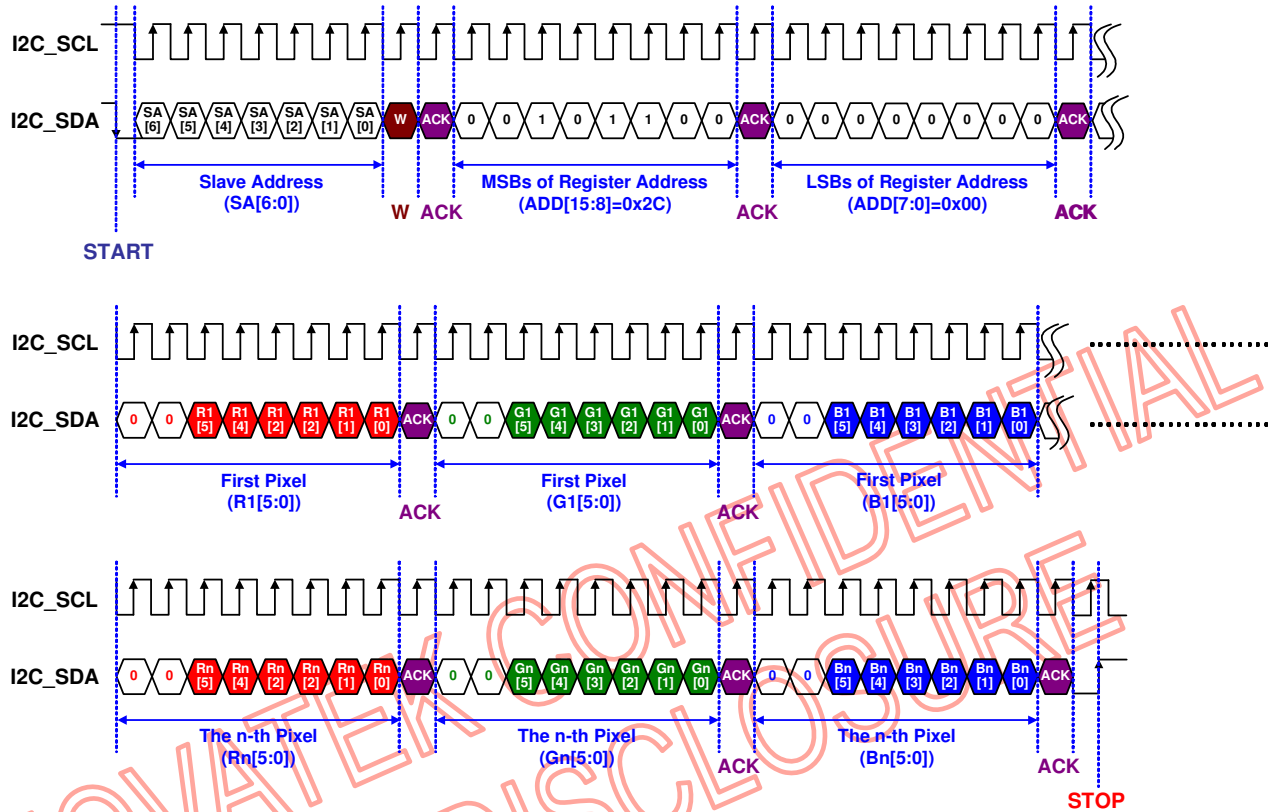 I2C_SCL
I2C_SDA
SA [6] SA [5] SA [4] SA [3] SA [2] SA [1] SA [0] W ACK 0 0 1 0 1 1 0 0 ACK 0 0 0 0 0 0 0 0 ACK
Slave Address MSBs of Register Address LSBs of Register Address
(SA[6:0]) (ADD[15:8]=0x2C) (ADD[7:0]=0x00)
W ACK ACK ACK
START
I2C_SCL
I2C_SDA
0 0 R1 [5] R1 [4] R1 [2] R1 [2] R1 [1] R1 [0] ACK 0 0 G1 [5] G1 [4] G1 [3] G1 [2] G1 [1] G1 [0] ACK 0 0 B1 [5] B1 [4] B1 [3] B1 [2] B1 [1] B1 [0]
First Pixel First Pixel First Pixel
(R1[5:0]) (G1[5:0]) (B1[5:0])
ACK ACK
I2C_SCL
I2C_SDA
0 0 Rn [5] Rn [4] Rn [2] Rn [2] Rn [1] Rn [0] ACK 0 0 Gn [5] Gn [4] Gn [3] Gn [2] Gn [1] Gn [0] ACK 0 0 Bn [5] Bn [4] Bn [3] Bn [2] Bn [1] Bn [0] ACK
The n-th Pixel The n-th Pixel The n-th Pixel
(Rn[5:0]) (Gn[5:0]) (Bn[5:0])
ACK ACK
STOP
OVATEK CONFIDENTIAL
DISCLOSURE